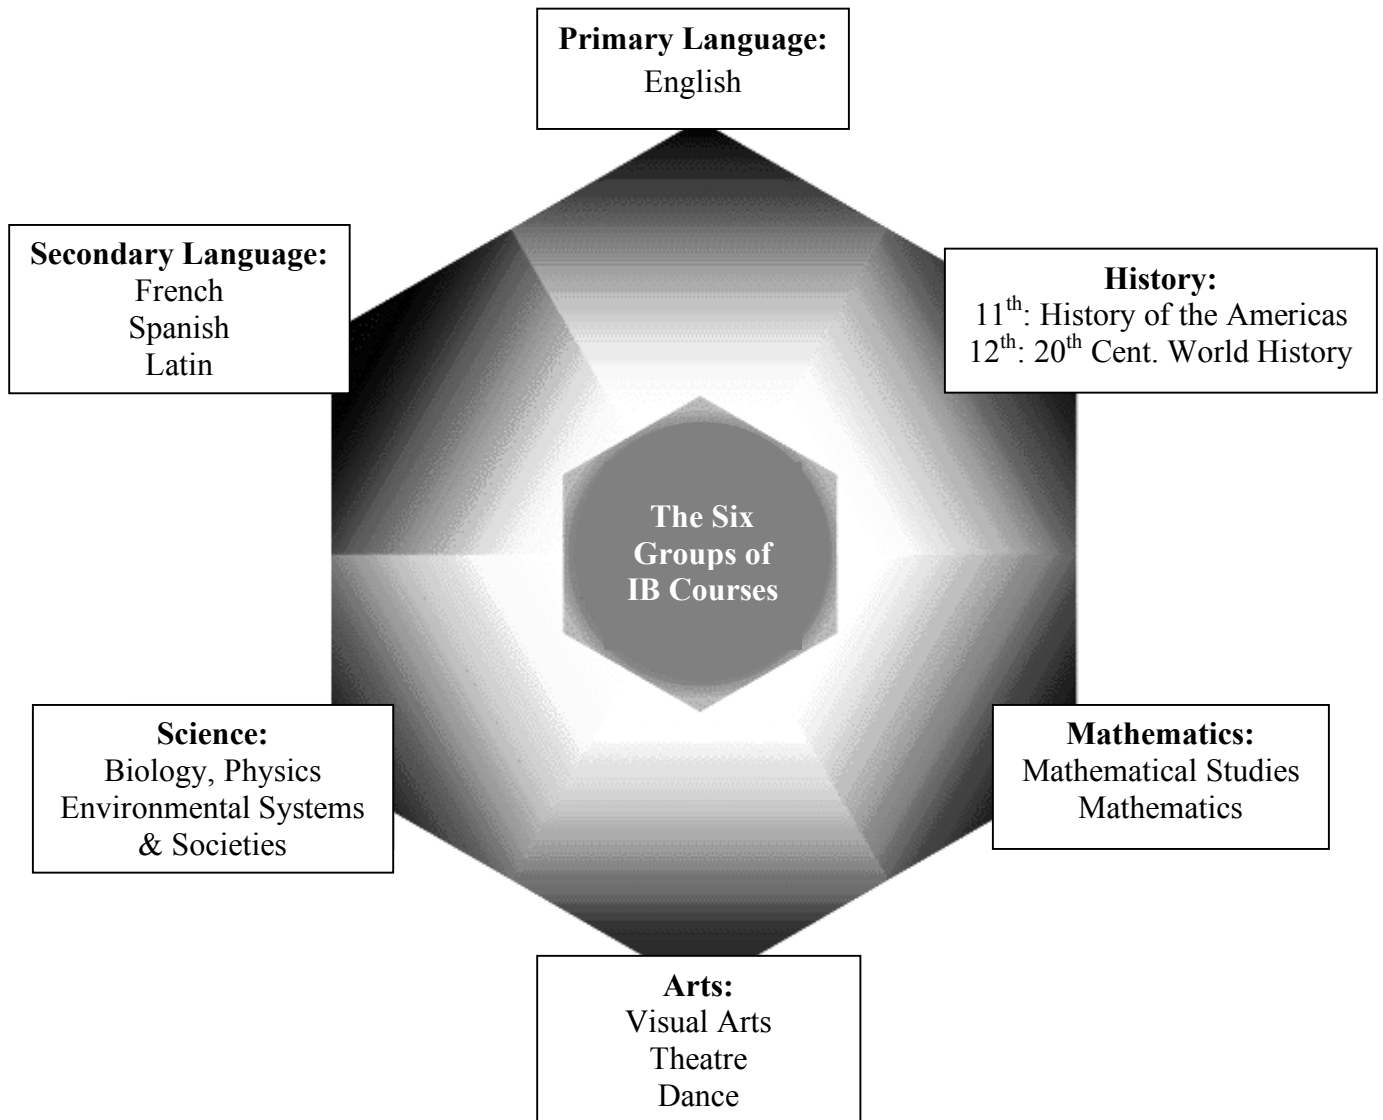 Primary Language:
English
Secondary Language:
French
Spanish
Latin
History:
11th: History of the Americas
12th: 20th Cent. World History
The Six
Groups of
IB Courses
Science:
Biology, Physics
Environmental Systems
& Societies
Mathematics:
Mathematical Studies
Mathematics
Arts:
Visual Arts
Theatre
Dance